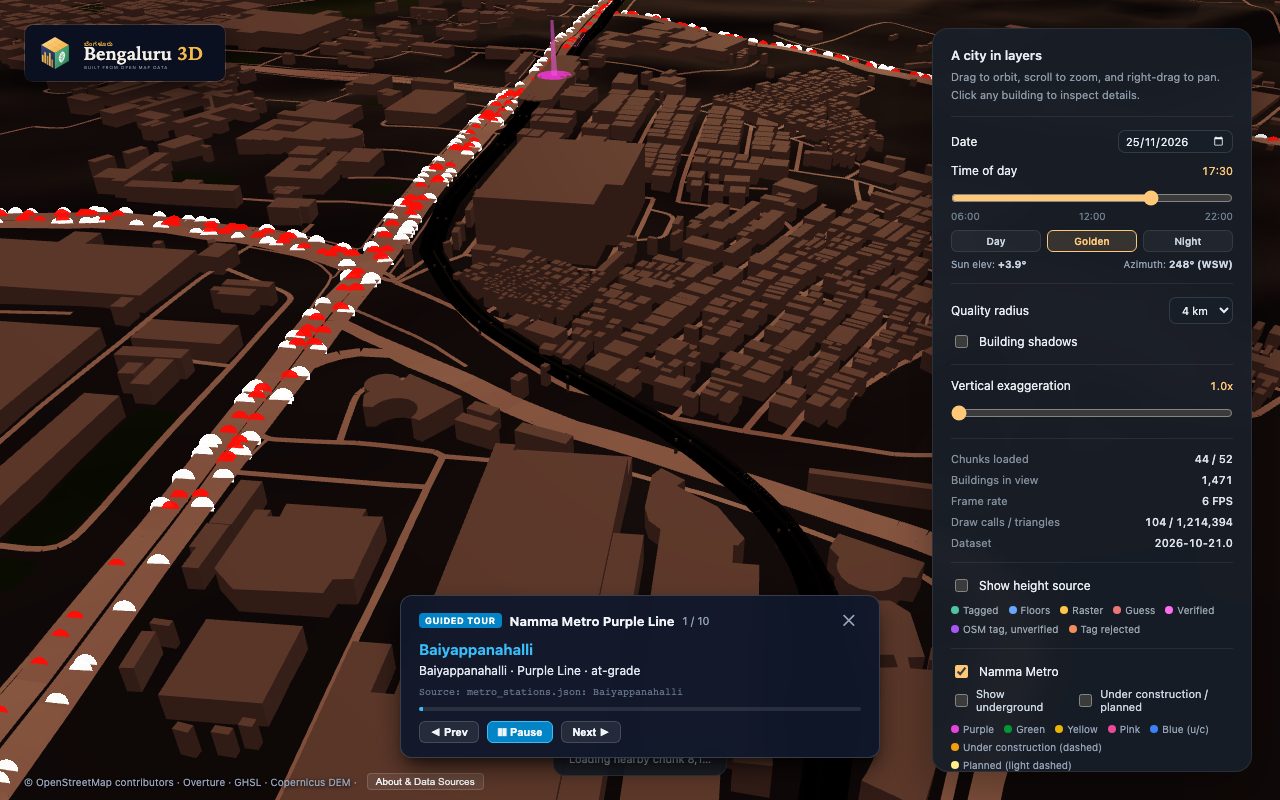 ಬೆಂಗಳೂರು
Bengaluru 3D
BUILT FROM OPEN MAP DATA
A city in layers
Drag to orbit, scroll to zoom, and right-drag to pan.
Click any building to inspect details.
Date 25/11/2026
Time of day 17:30
06:00 12:00 22:00
Day Golden Night
Sun elev: +3.9° Azimuth: 248° (WSW)
Quality radius 4 km
Building shadows
Vertical exaggeration 1.0x
Chunks loaded 44 / 52
Buildings in view 1,471
Frame rate 6 FPS
Draw calls / triangles 104 / 1,214,394
Dataset 2026-10-21.0
Show height source
Tagged Floors Raster Guess Verified
OSM tag, unverified Tag rejected
Namma Metro
Show underground
Under construction / planned
Purple Green Yellow Pink Blue (u/c)
Under construction (dashed)
Planned (light dashed)
GUIDED TOUR Namma Metro Purple Line 1 / 10
Baiyappanahalli
Baiyappanahalli · Purple Line · at-grade
Source: metro_stations.json: Baiyappanahalli
Prev Pause Next
Loading nearby chunk 8,
© OpenStreetMap contributors · Overture · GHSL · Copernicus DEM · About & Data Sources